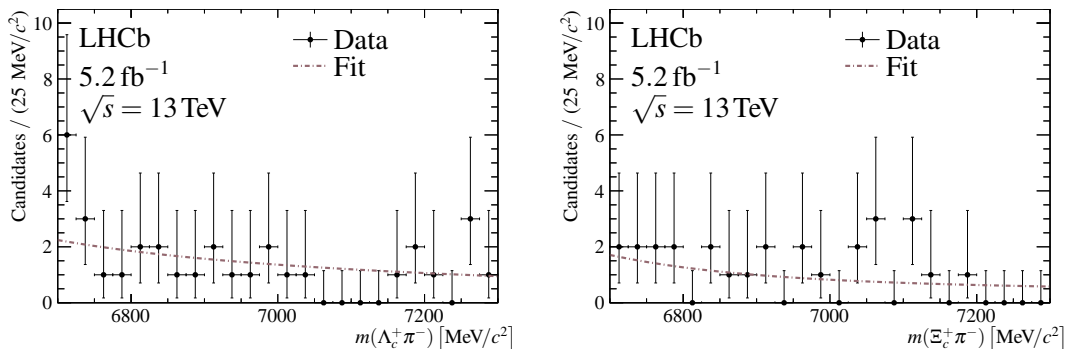 Candidates / (25 MeV/c²)
10
8
6
4
2
0
LHCb
5.2 fb⁻¹
√s = 13 TeV
Data
Fit
6800
7000
7200
m(Λc⁺π⁻) [MeV/c²]
Candidates / (25 MeV/c²)
10
8
6
4
2
0
LHCb
5.2 fb⁻¹
√s = 13 TeV
Data
Fit
6800
7000
7200
m(Ξc⁺π⁻) [MeV/c²]